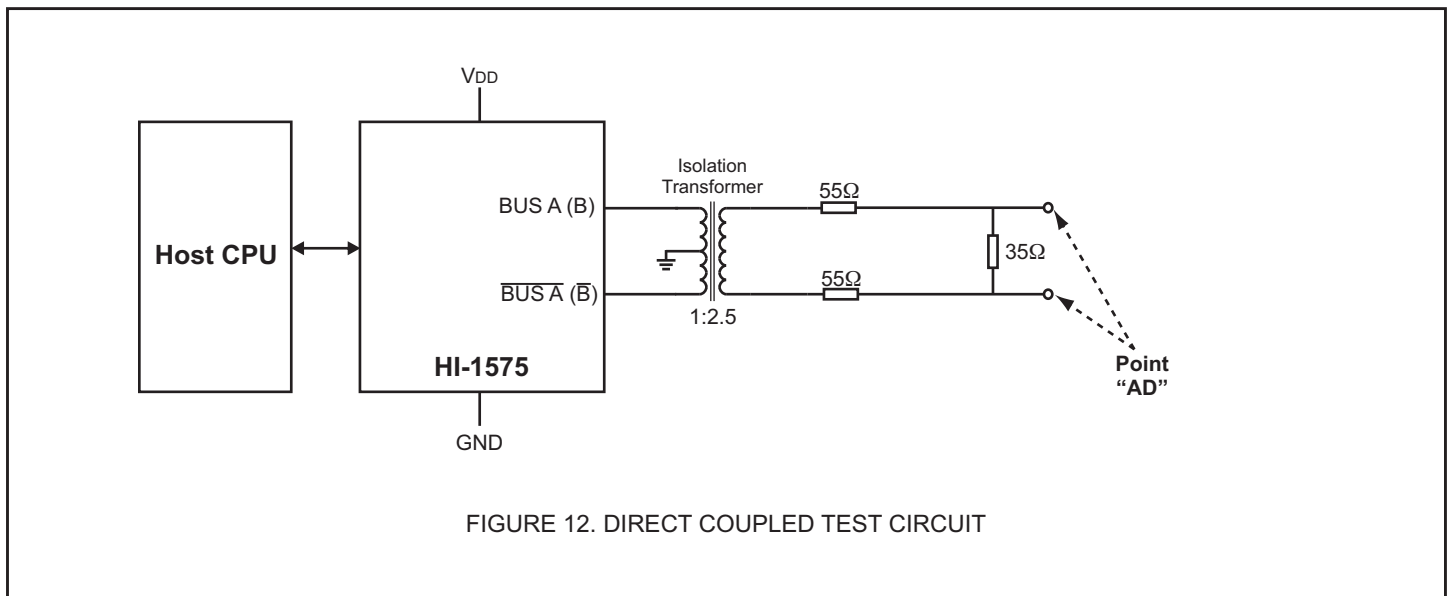 VDD
Host CPU
BUS A (B)
BUS A (B)
HI-1575
GND
Isolation
Transformer
1:2.5
55Ω
55Ω
35Ω
Point
“AD”
FIGURE 12. DIRECT COUPLED TEST CIRCUIT